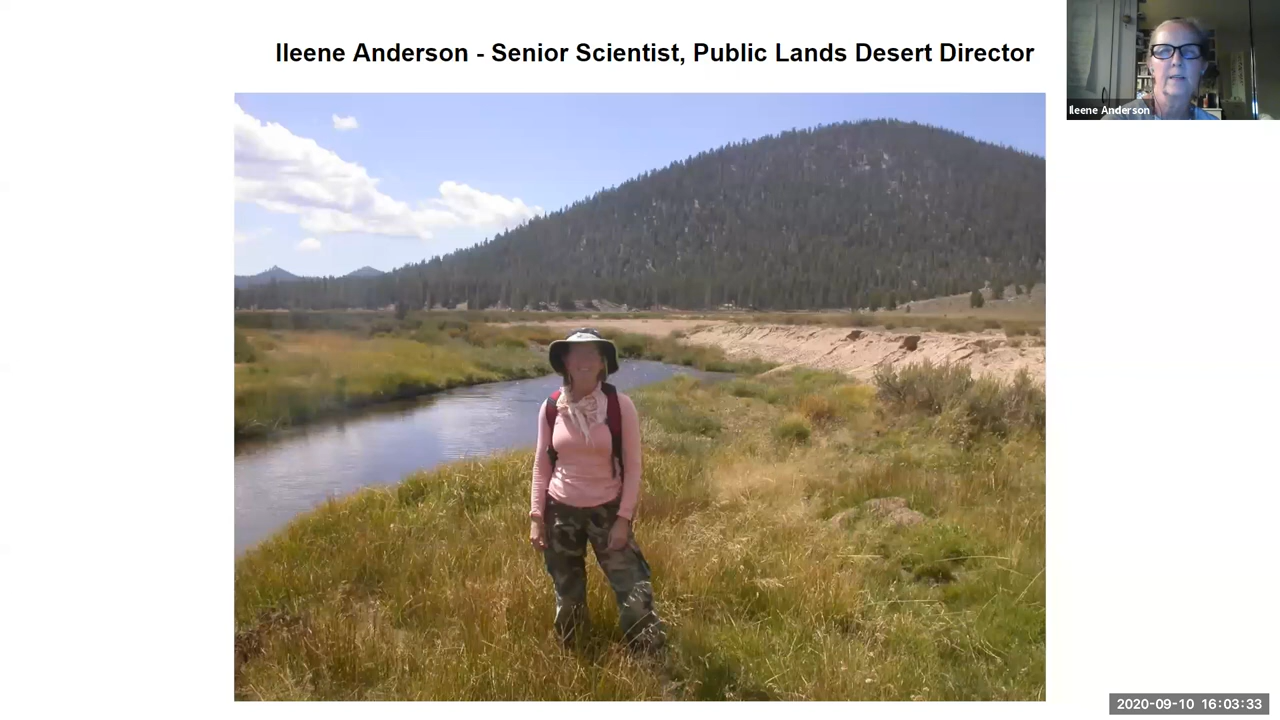 Ileene Anderson - Senior Scientist, Public Lands Desert Director
Ileene Anderson
2020-09-10 16:03:33